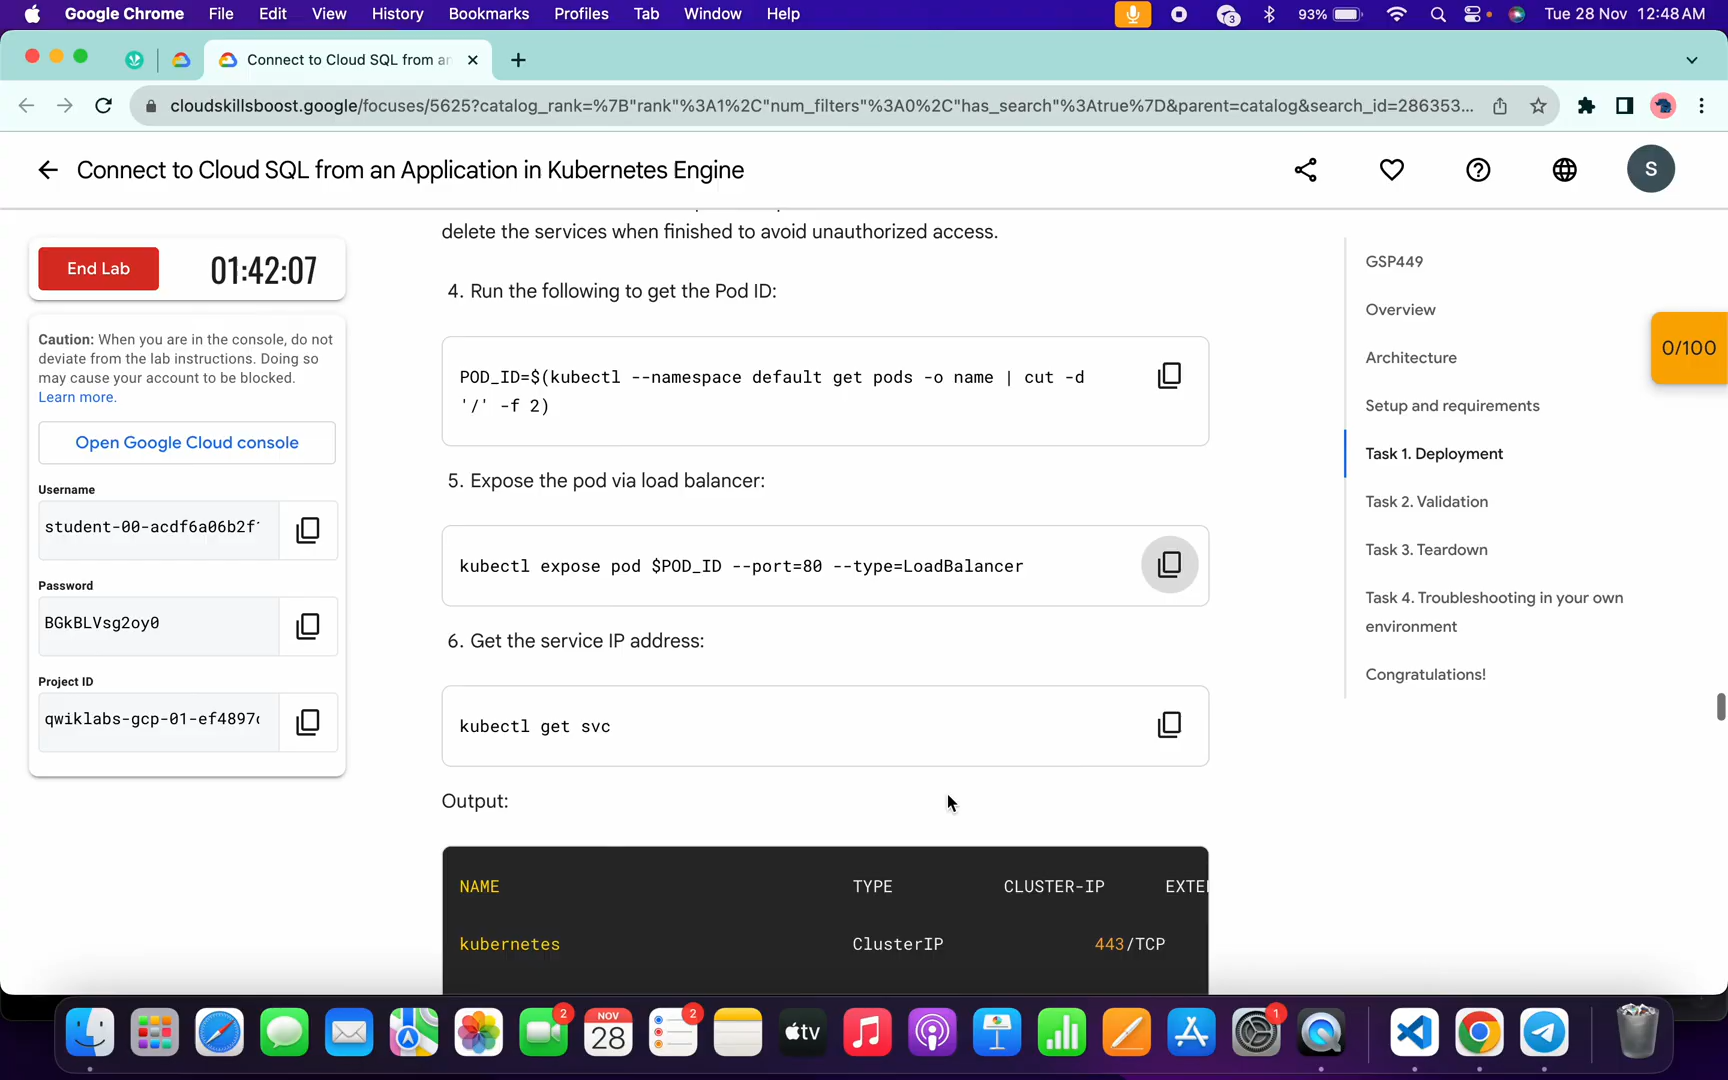 Google Chrome File Edit View History Bookmarks Profiles Tab Window Help 3 93% Tue 28 Nov 12:48 AM
Connect to Cloud SQL from an
cloudskillsboost.google/focuses/5625?catalog_rank=%7B"rank"%3A1%2C"num_filters"%3A0%2C"has_search"%3Atrue%7D&parent=catalog&search_id=286353...
Connect to Cloud SQL from an Application in Kubernetes Engine
S
End Lab
01:42:07
Caution: When you are in the console, do not
deviate from the lab instructions. Doing so
may cause your account to be blocked.
Learn more.
Open Google Cloud console
Username
student-00-acdf6a06b2f
Password
BGkBLVsg2oy0
Project ID
qwiklabs-gcp-01-ef4897
delete the services when finished to avoid unauthorized access.
4. Run the following to get the Pod ID:
POD_ID=$(kubectl --namespace default get pods -o name | cut -d
'/' -f 2)
5. Expose the pod via load balancer:
kubectl expose pod $POD_ID --port=80 --type=LoadBalancer
6. Get the service IP address:
kubectl get svc
Output:
NAME TYPE CLUSTER-IP EXTE
kubernetes ClusterIP 443/TCP
GSP449
Overview
Architecture
Setup and requirements
Task 1. Deployment
Task 2. Validation
Task 3. Teardown
Task 4. Troubleshooting in your own
environment
Congratulations!
0/100
2
NOV
28
2
tv
1